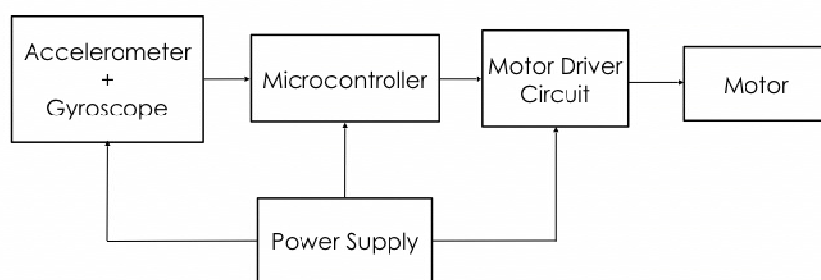 Accelerometer
+
Gyroscope
Microcontroller
Motor Driver
Circuit
Motor
Power Supply